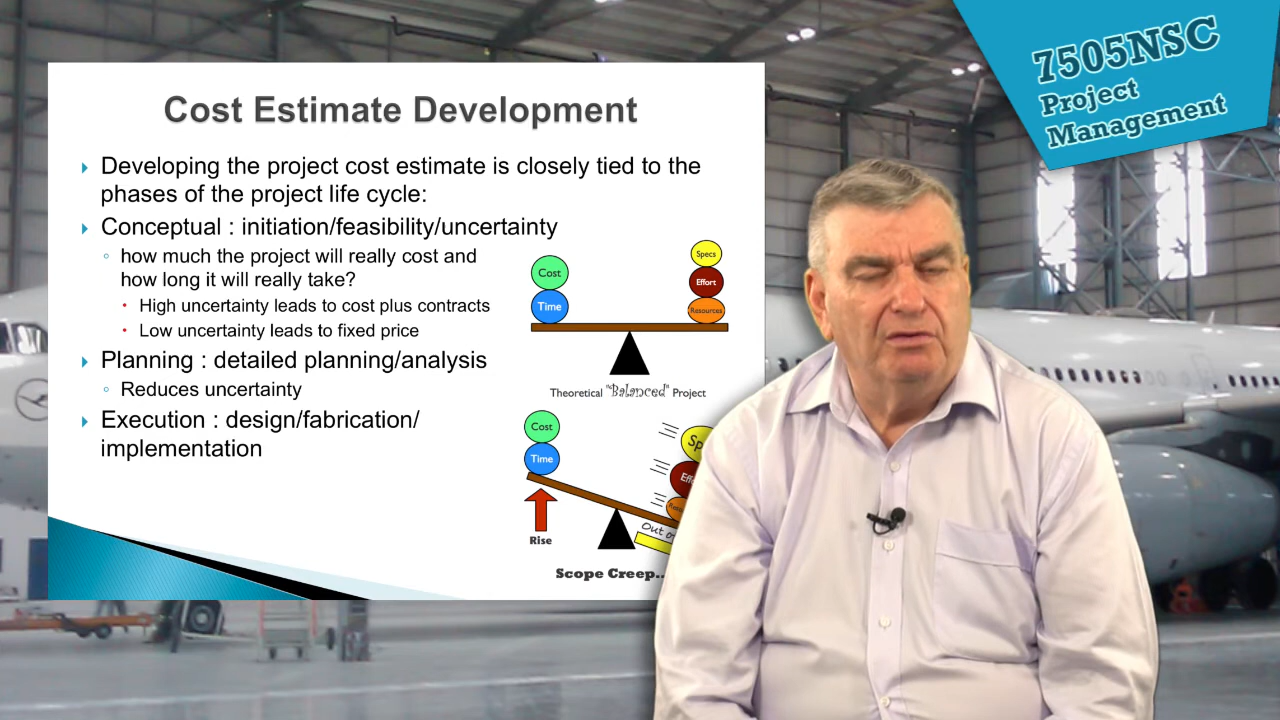 7505NSC
Project
Management
Cost Estimate Development
Developing the project cost estimate is closely tied to the
phases of the project life cycle:
Conceptual : initiation/feasibility/uncertainty
how much the project will really cost and
how long it will really take?
High uncertainty leads to cost plus contracts
Low uncertainty leads to fixed price
Planning : detailed planning/analysis
Reduces uncertainty
Execution : design/fabrication/
implementation
Cost
Time
Specs
Effort
Resources
Theoretical "Balanced" Project
Cost
Time
Rise
Out
Scope Creep..